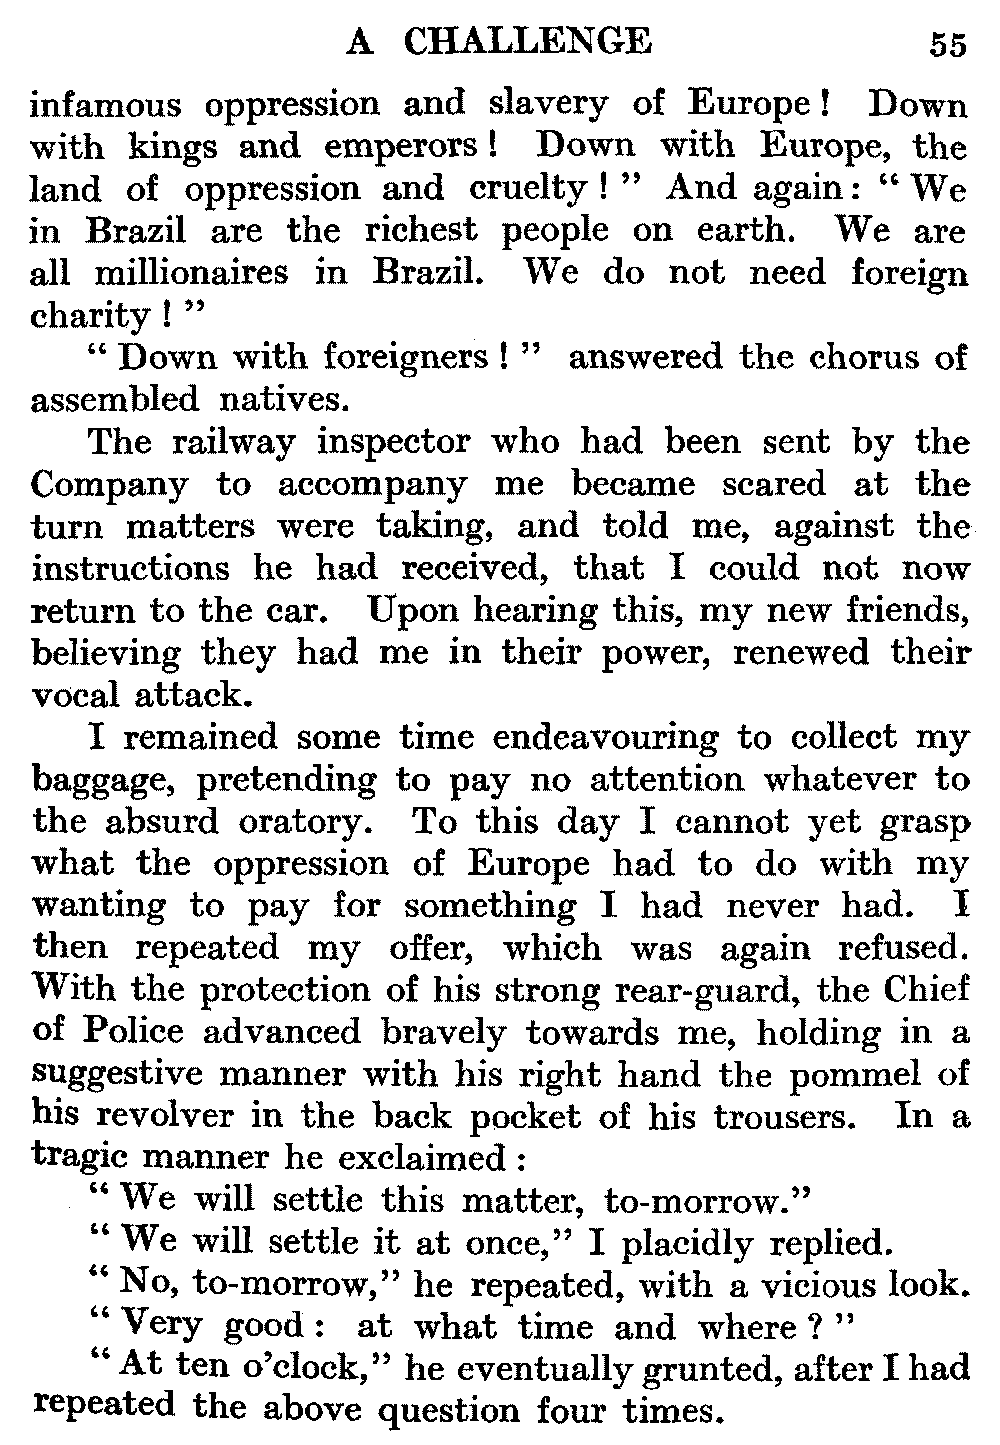 A CHALLENGE 55
infamous oppression and slavery of Europe! Down
with kings and emperors! Down with Europe, the
land of oppression and cruelty!" And again: "We
in Brazil are the richest people on earth. We are
all millionaires in Brazil. We do not need foreign
charity!"
"Down with foreigners!" answered the chorus of
assembled natives.
The railway inspector who had been sent by the
Company to accompany me became scared at the
turn matters were taking, and told me, against the
instructions he had received, that I could not now
return to the car. Upon hearing this, my new friends,
believing they had me in their power, renewed their
vocal attack.
I remained some time endeavouring to collect my
baggage, pretending to pay no attention whatever to
the absurd oratory. To this day I cannot yet grasp
what the oppression of Europe had to do with my
wanting to pay for something I had never had. I
then repeated my offer, which was again refused.
With the protection of his strong rear-guard, the Chief
of Police advanced bravely towards me, holding in a
suggestive manner with his right hand the pommel of
his revolver in the back pocket of his trousers. In a
tragic manner he exclaimed:
"We will settle this matter, to-morrow."
"We will settle it at once," I placidly replied.
"No, to-morrow," he repeated, with a vicious look.
"Very good: at what time and where?"
"At ten o'clock," he eventually grunted, after I had
repeated the above question four times.